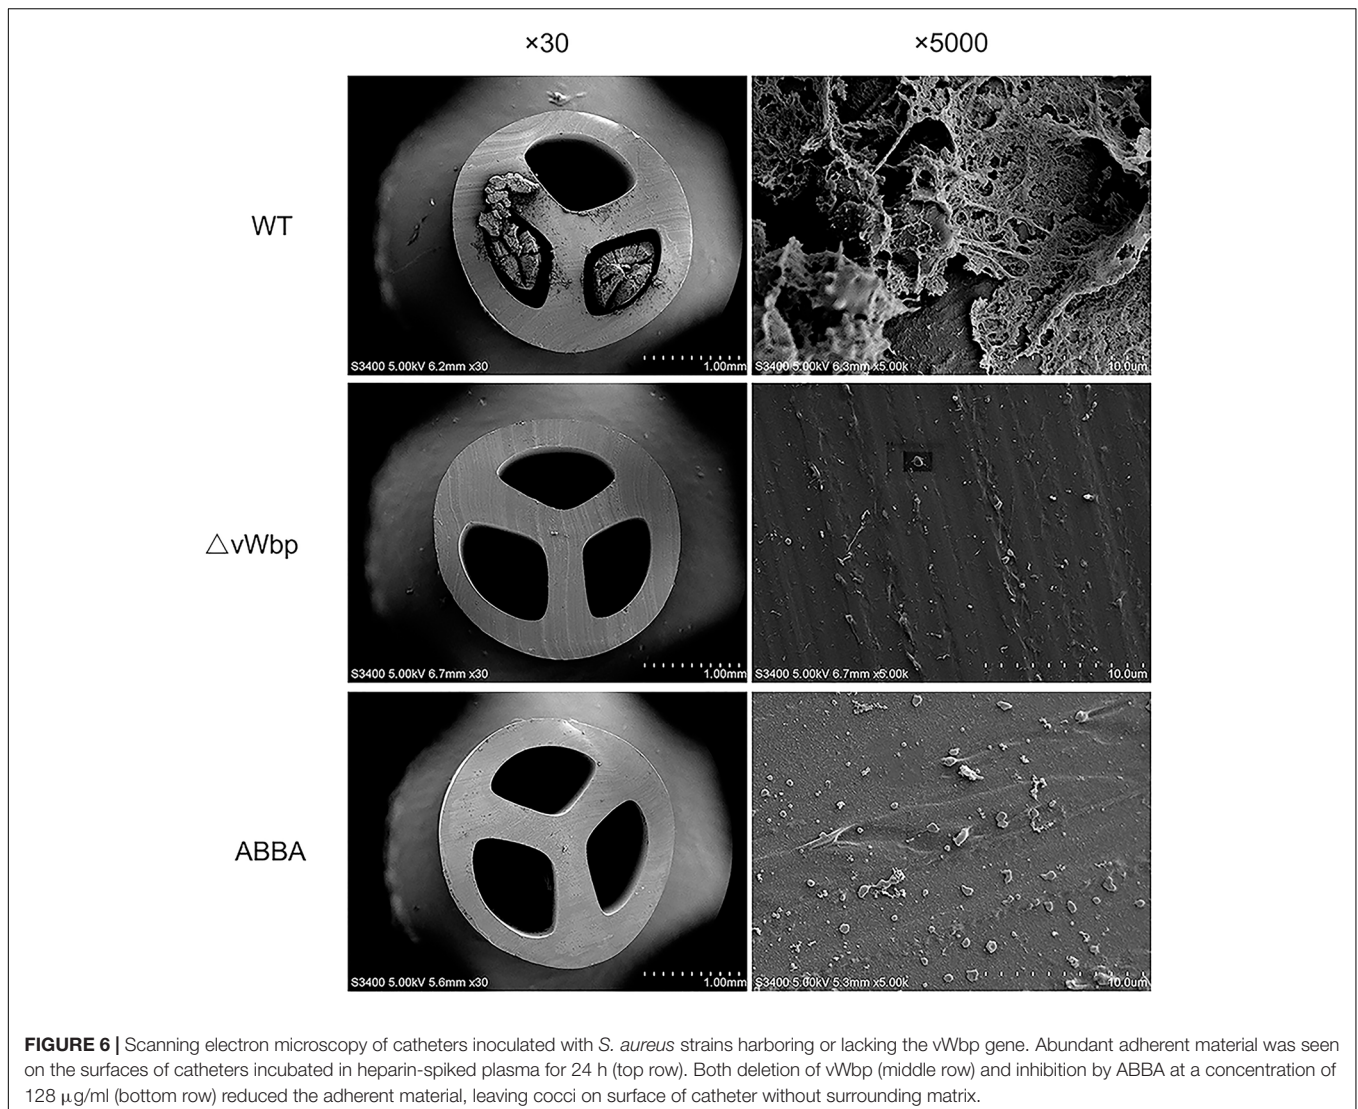 ×30
×5000
WT
S3400 5.00kV 6.2mm x30
1.00mm
S3400 5.00kV 6.3mm x5.00k
10.0um
△vWbp
S3400 5.00kV 6.7mm x30
1.00mm
S3400 5.00kV 6.7mm x5.00k
10.0um
ABBA
S3400 5.00kV 5.6mm x30
1.00mm
S3400 5.00kV 5.3mm x5.00k
10.0um
FIGURE 6 | Scanning electron microscopy of catheters inoculated with S. aureus strains harboring or lacking the vWbp gene. Abundant adherent material was seen
on the surfaces of catheters incubated in heparin-spiked plasma for 24 h (top row). Both deletion of vWbp (middle row) and inhibition by ABBA at a concentration of
128 μg/ml (bottom row) reduced the adherent material, leaving cocci on surface of catheter without surrounding matrix.